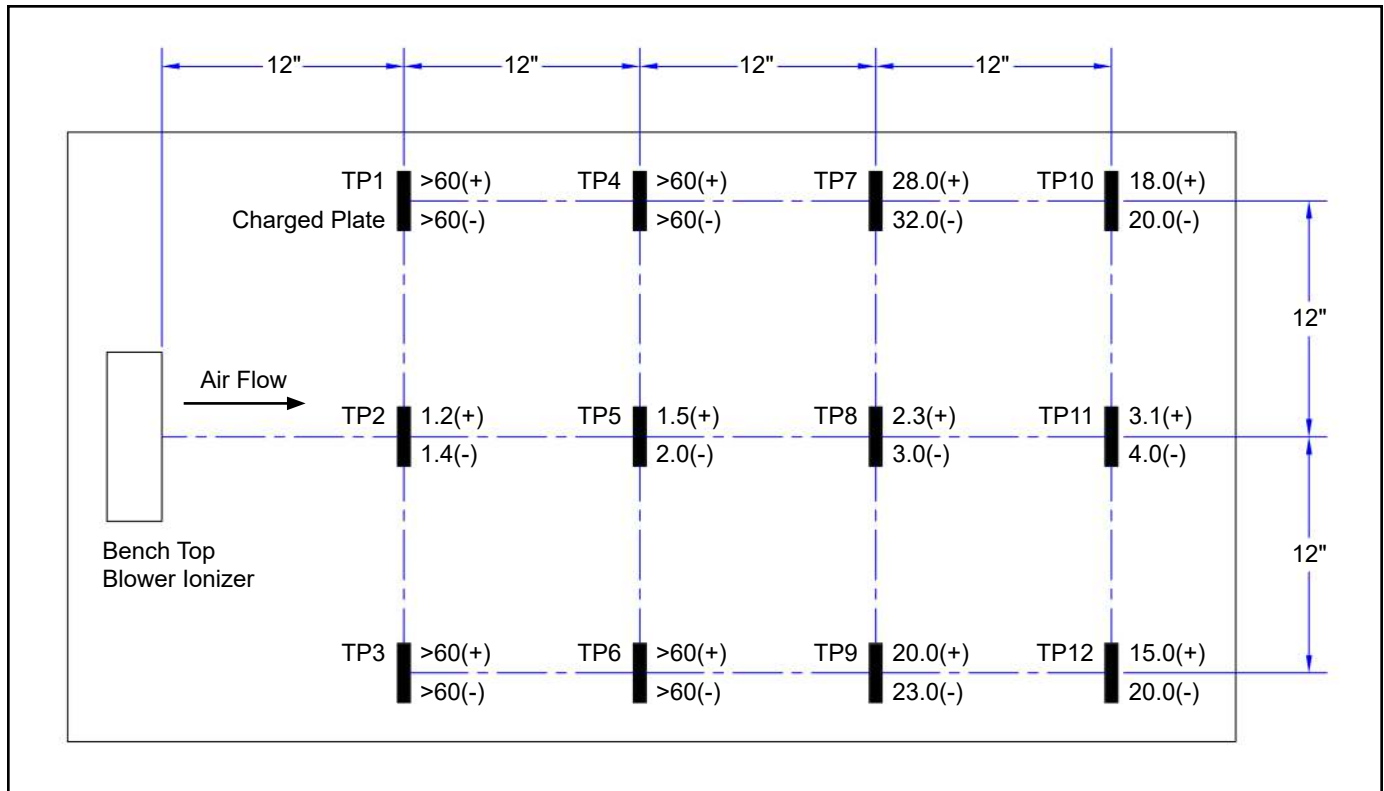 12"
12"
12"
12"
TP1
>60(+)
Charged Plate
>60(-)
TP4
>60(+)
>60(-)
TP7
28.0(+)
32.0(-)
TP10
18.0(+)
20.0(-)
12"
Air Flow
TP2
1.2(+)
1.4(-)
TP5
1.5(+)
2.0(-)
TP8
2.3(+)
3.0(-)
TP11
3.1(+)
4.0(-)
Bench Top
Blower Ionizer
12"
TP3
>60(+)
>60(-)
TP6
>60(+)
>60(-)
TP9
20.0(+)
23.0(-)
TP12
15.0(+)
20.0(-)